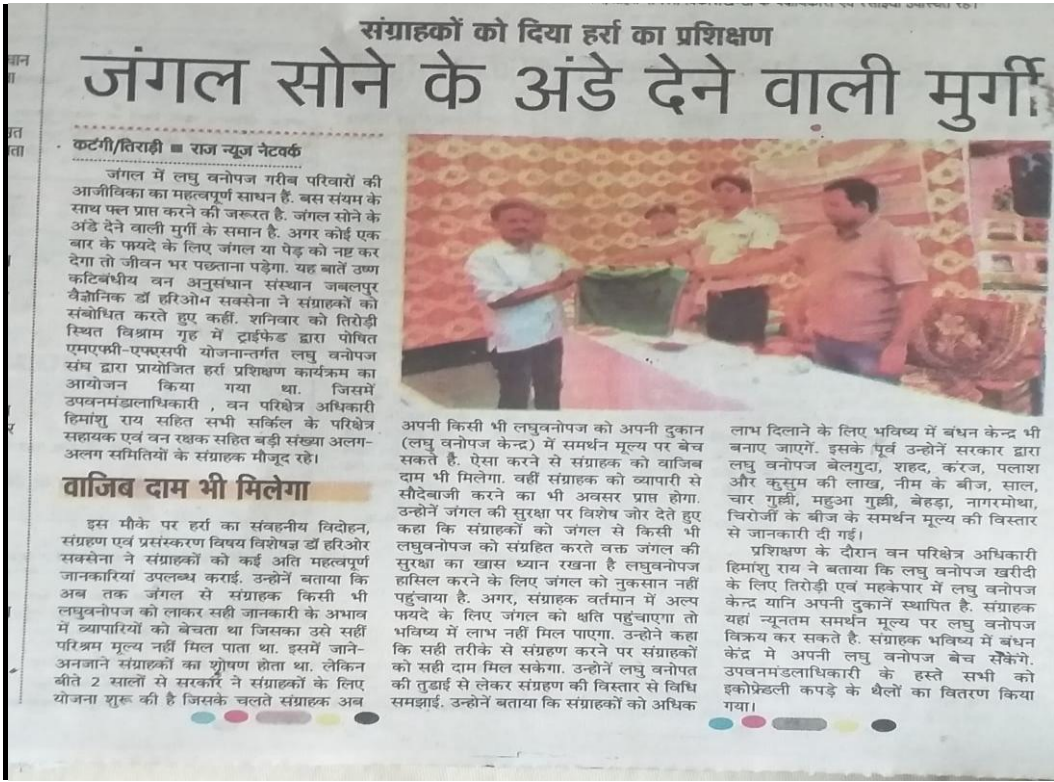 संग्राहकों को दिया हर्रा का प्रशिक्षण
जंगल सोने के अंडे देने वाली मुर्गी
कटंगी/तिराड़ी ■ राज न्यूज नेटवर्क
जंगल में लघु वनोपज गरीब परिवारों की
आजीविका का महत्वपूर्ण साधन हैं. बस संयम के
साथ फ्ल प्राप्त करने की जरूरत है. जंगल सोने के
अंडे देने वाली मुर्गी के समान है. अगर कोई एक
बार के फायदे के लिए जंगल या पेड़ को नष्ट कर
देगा तो जीवन भर पछताना पड़ेगा. यह बातें उष्ण
कटिबंधीय वन अनुसंधान संस्थान जबलपुर
वैज्ञानिक डॉ हरिओभ सक्सेना ने संग्राहकों को
संबोधित करते हुए कहीं. शनिवार को तिरोड़ी
स्थित विश्राम गृह में ट्राईफेड द्वारा पोषित
एमएफ्पी-एफ्एसपी योजनान्तर्गत लघु वनोपज
संघ द्वारा प्रायोजित हर्रा प्रशिक्षण कार्यक्रम का
आयोजन किया गया था. जिसमें
उपवनमंडालाधिकारी , वन परिक्षेत्र अधिकारी
हिमांशु राय सहित सभी सर्किल के परिक्षेत्र
सहायक एवं वन रक्षक सहित बड़ी संख्या अलग-
अलग समितियों के संग्राहक मौजूद रहे।
वाजिब दाम भी मिलेगा
इस मौके पर हर्रा का संवहनीय विदोहन,
संग्रहण एवं प्रसंस्करण विषय विशेषज्ञ डॉ हरिओर
सक्सेना ने संग्राहकों को कई अति महत्वपूर्ण
जानकारियां उपलब्ध कराई. उन्होनें बताया कि
अब तक जंगल से संग्राहक किसी भी
लघुवनोपज को लाकर सही जानकारी के अभाव
में व्यापारियों को बेचता था जिसका उसे सहीं
परिश्रम मूल्य नहीं मिल पाता था. इसमें जाने-
अनजाने संग्राहकों का शोषण होता था. लेकिन
बीते 2 सालों से सरकार ने संग्राहकों के लिए
योजना शुरू की है जिसके चलते संग्राहक अब
अपनी किसी भी लघुवनोपज को अपनी दुकान
(लघु वनोपज केन्द्र) में समर्थन मूल्य पर बेच
सकते हैं. ऐसा करने से संग्राहक को वाजिब
दाम भी मिलेगा. वहीं संग्राहक को व्यापारी से
सौदेबाजी करने का भी अवसर प्राप्त होगा.
उन्होनें जंगल की सुरक्षा पर विशेष जोर देते हुए
कहा कि संग्राहकों को जंगल से किसी भी
लघुवनोपज को संग्रहित करते वक्त जंगल की
सुरक्षा का खास ध्यान रखना है लघुवनोपज
हासिल करने के लिए जंगल को नुकसान नहीं
पहुंचाया है. अगर, संग्राहक वर्तमान में अल्प
फायदे के लिए जंगल को क्षति पहुंचाएगा तो
भविष्य में लाभ नहीं मिल पाएगा. उन्होने कहा
कि सही तरीके से संग्रहण करने पर संग्राहकों
को सही दाम मिल सकेगा. उन्होनें लघु वनोपत
की तुडाई से लेकर संग्रहण की विस्तार से विधि
समझाई. उन्होनें बताया कि संग्राहकों को अधिक
लाभ दिलाने के लिए भविष्य में बंधन केन्द्र भी
बनाए जाएगें. इसके पूर्व उन्होनें सरकार द्वारा
लघु वनोपज बेलगुदा, शहद, करंज, पलाश
और कुसुम की लाख, नीम के बीज, साल,
चार गुल्ली, महुआ गुल्ली, बेहड़ा, नागरमोथा,
चिरोजीं के बीज के समर्थन मूल्य की विस्तार
से जानकारी दी गई।
प्रशिक्षण के दौरान वन परिक्षेत्र अधिकारी
हिमांशु राय ने बताया कि लघु वनोपज खरीदी
के लिए तिरोड़ी एवं महकेपार में लघु वनोपज
केन्द्र यानि अपनी दुकानें स्थापित है. संग्राहक
यहां न्यूनतम समर्थन मूल्य पर लघु वनोपज
विक्रय कर सकते है. संग्राहक भविष्य में बंधन
केंद्र मे अपनी लघु वनोपज बेच सकेंगे.
उपवनमंडलाधिकारी के हस्ते सभी को
इकोफ्रेडली कपड़े के थैलों का वितरण किया
गया।